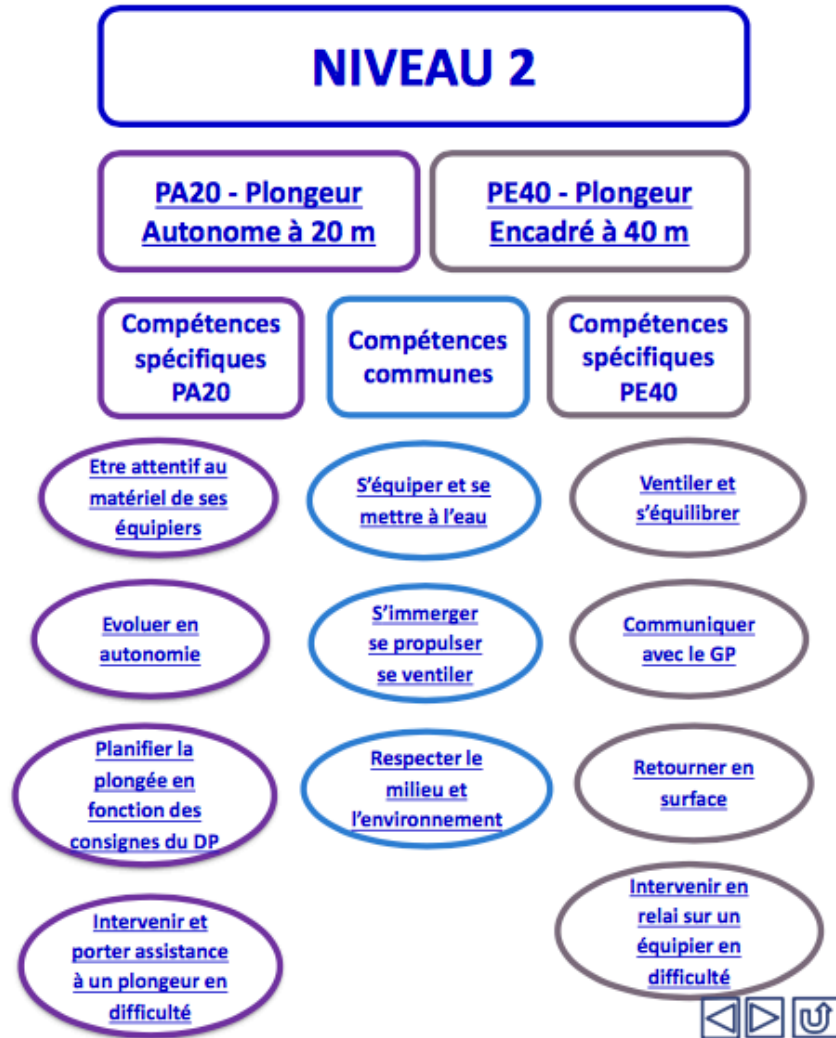 NIVEAU 2
PA20 - Plongeur
Autonome à 20 m
PE40 - Plongeur
Encadré à 40 m
Compétences
spécifiques
PA20
Compétences
communes
Compétences
spécifiques
PE40
Etre attentif au
matériel de ses
équipiers
S'équiper et se
mettre à l'eau
Ventiler et
s'équilibrer
Evoluer en
autonomie
S'immerger
se propulser
se ventiler
Communiquer
avec le GP
Planifier la
plongée en
fonction des
consignes du DP
Respecter le
milieu et
l'environnement
Retourner en
surface
Intervenir et
porter assistance
à un plongeur en
difficulté
Intervenir en
relai sur un
équipier en
difficulté